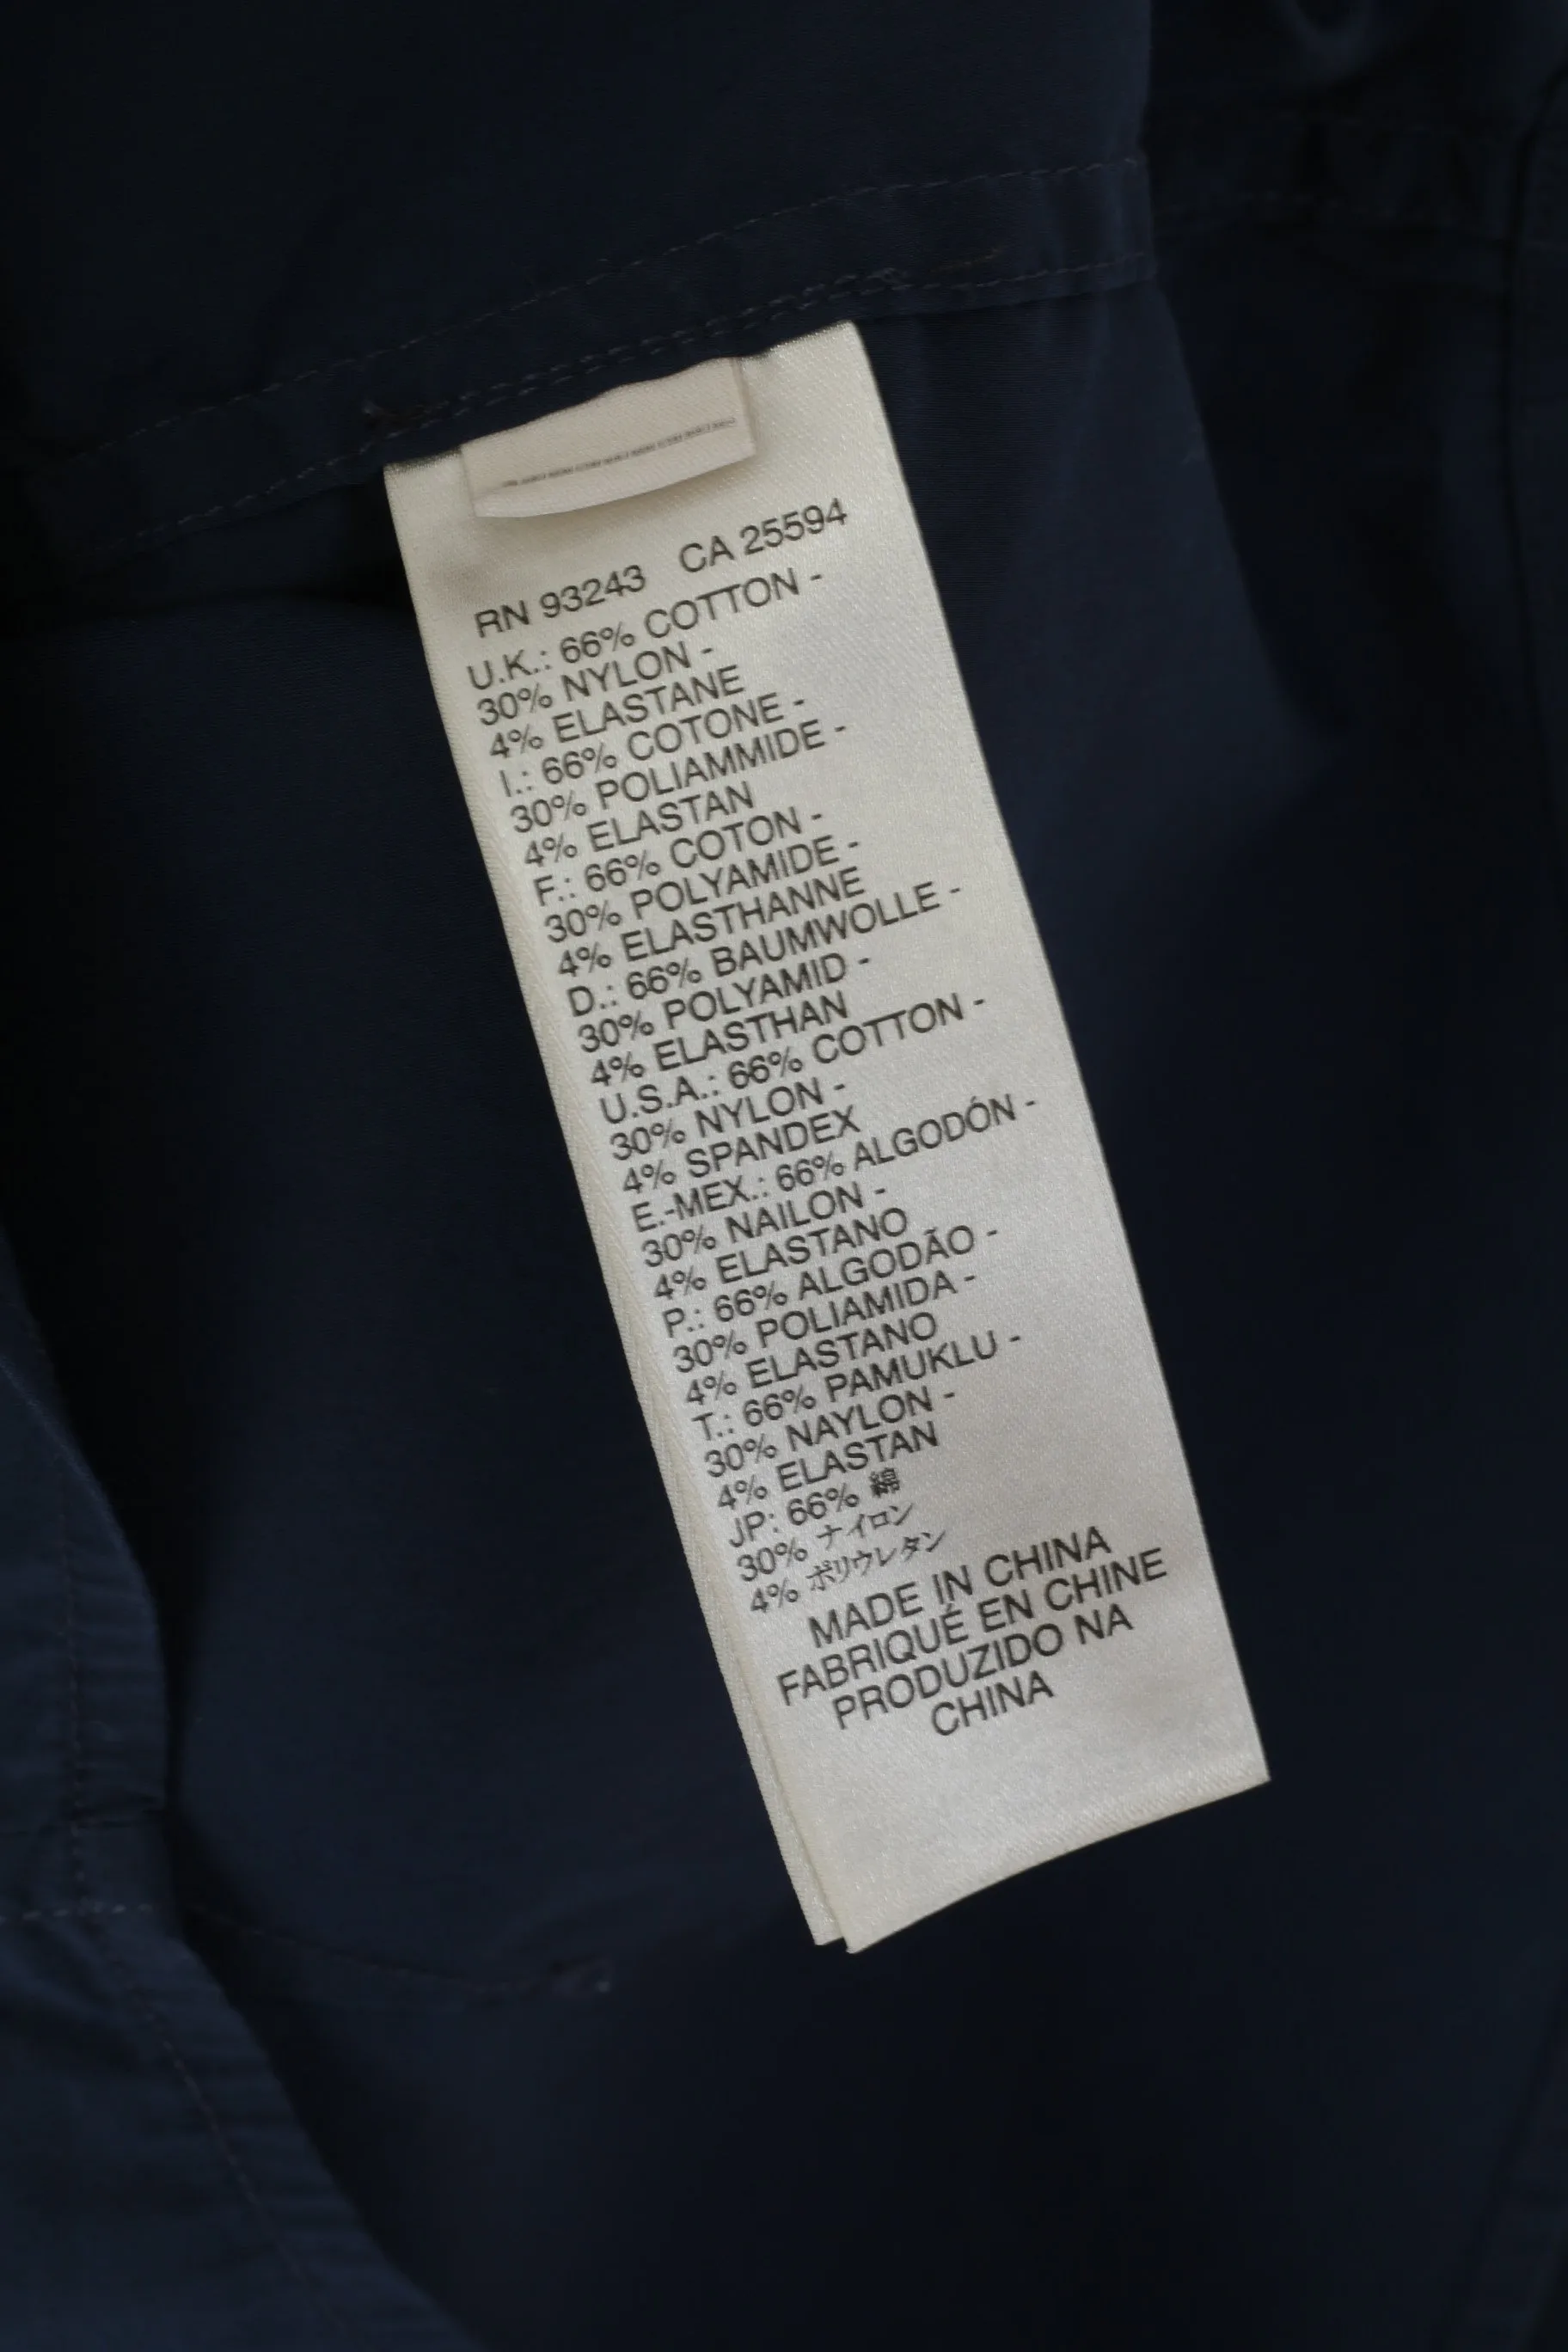 RN 93243 CA 25594
U.K.: 66% COTTON -
30% NYLON -
4% ELASTANE
I.: 66% COTONE -
30% POLIAMMIDE -
4% ELASTAN
F.: 66% COTON -
30% POLYAMIDE -
4% ELASTHANNE
D.: 66% BAUMWOLLE -
30% POLYAMID -
4% ELASTHAN
U.S.A.: 66% COTTON -
30% NYLON -
4% SPANDEX
E.-MEX.: 66% ALGODÓN -
30% NAILON -
4% ELASTANO
P.: 66% ALGODÃO -
30% POLIAMIDA -
4% ELASTANO
T.: 66% PAMUKLU -
30% NAYLON -
4% ELASTAN
JP: 66% 綿
30% ナイロン
4% ポリウレタン
MADE IN CHINA
FABRIQUÉ EN CHINE
PRODUZIDO NA
CHINA